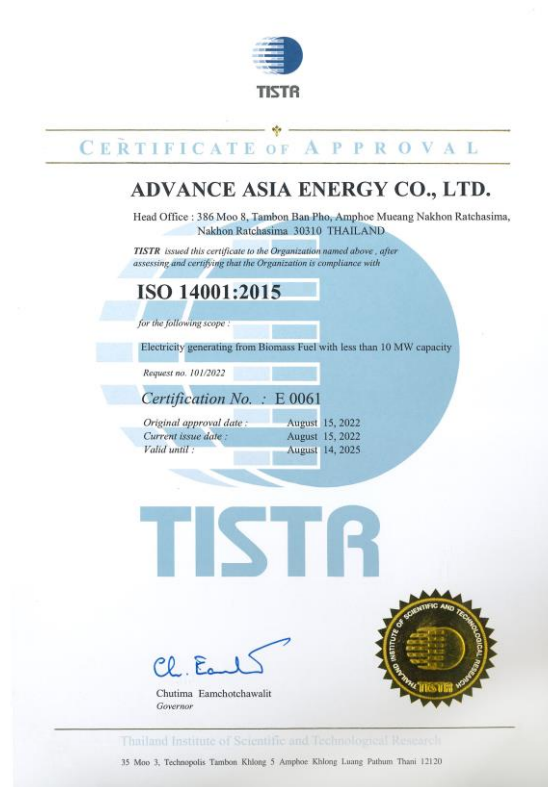 TISTR
CERTIFICATE OF APPROVAL
ADVANCE ASIA ENERGY CO., LTD.
Head Office : 386 Moo 8, Tambon Ban Pho, Amphoe Mueang Nakhon Ratchasima,
Nakhon Ratchasima 30310 THAILAND
TISTR issued this certificate to the Organization named above , after
assessing and certifying that the Organization is compliance with
ISO 14001:2015
for the following scope :
Electricity generating from Biomass Fuel with less than 10 MW capacity
Request no. 101/2022
Certification No. : E 0061
Original approval date : August 15, 2022
Current issue date : August 15, 2022
Valid until : August 14, 2025
TISTR
Ch. Eam
Chutima Eamchotchawalit
Governor
THAILAND INSTITUTE OF SCIENTIFIC AND TECHNOLOGICAL RESEARCH
TISTR
Thailand Institute of Scientific and Technological Research
35 Moo 3, Technopolis Tambon Khlong 5 Amphoe Khlong Luang Pathum Thani 12120